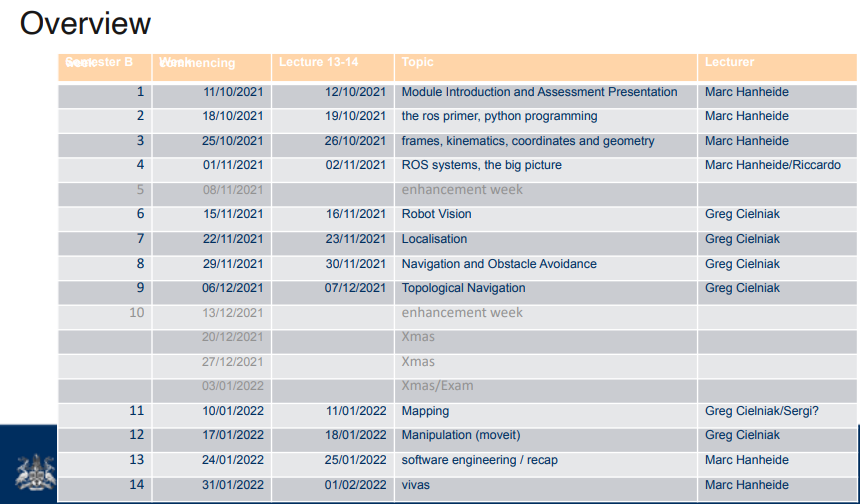 Overview
Semester B week Week commencing Lecture 13-14 Topic Lecturer
1 11/10/2021 12/10/2021 Module Introduction and Assessment Presentation Marc Hanheide
2 18/10/2021 19/10/2021 the ros primer, python programming Marc Hanheide
3 25/10/2021 26/10/2021 frames, kinematics, coordinates and geometry Marc Hanheide
4 01/11/2021 02/11/2021 ROS systems, the big picture Marc Hanheide/Riccardo
5 08/11/2021 enhancement week
6 15/11/2021 16/11/2021 Robot Vision Greg Cielniak
7 22/11/2021 23/11/2021 Localisation Greg Cielniak
8 29/11/2021 30/11/2021 Navigation and Obstacle Avoidance Greg Cielniak
9 06/12/2021 07/12/2021 Topological Navigation Greg Cielniak
10 13/12/2021 enhancement week
20/12/2021 Xmas
27/12/2021 Xmas
03/01/2022 Xmas/Exam
11 10/01/2022 11/01/2022 Mapping Greg Cielniak/Sergi?
12 17/01/2022 18/01/2022 Manipulation (moveit) Greg Cielniak
13 24/01/2022 25/01/2022 software engineering / recap Marc Hanheide
14 31/01/2022 01/02/2022 vivas Marc Hanheide